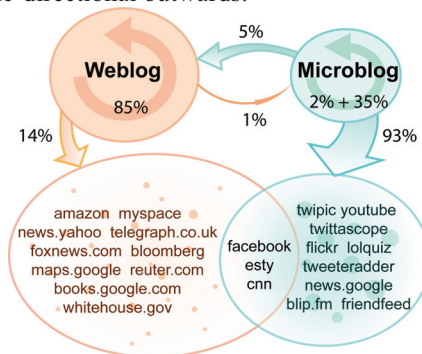 5%
Weblog
Microblog
85%
2% + 35%
1%
14%
93%
amazon myspace
news.yahoo telegraph.co.uk
foxnews.com bloomberg
maps.google reuter.com
books.google.com
whitehouse.gov
facebook
esty
cnn
twipic youtube
twittascope
flickr lolquiz
tweeteradder
news.google
blip.fm friendfeed